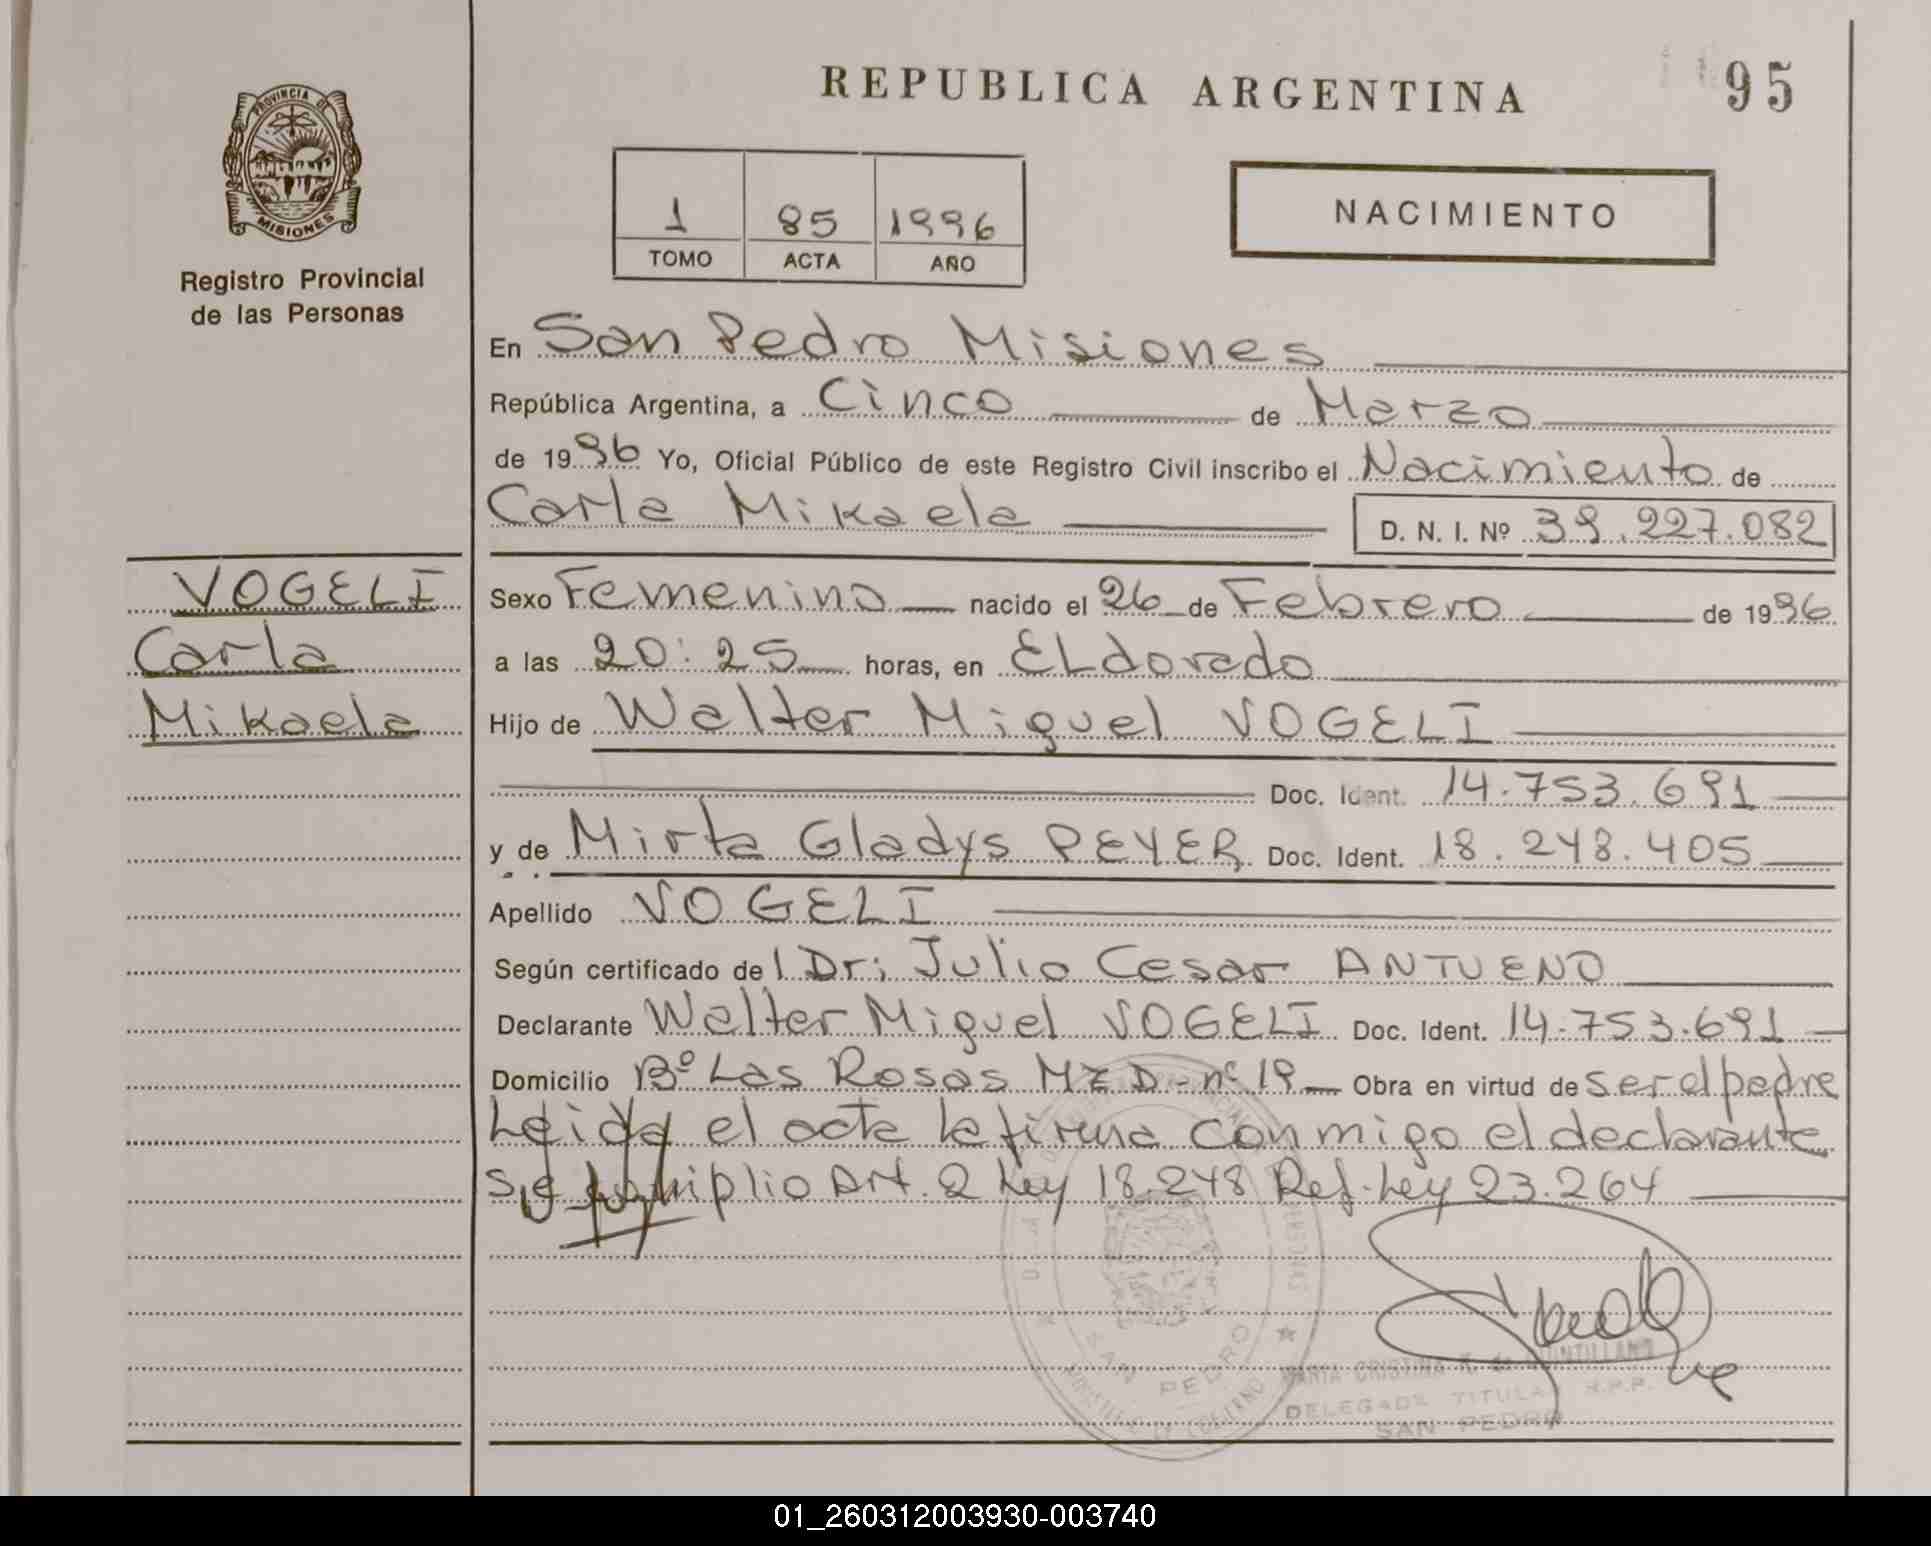 REPUBLICA ARGENTINA
95
PROVINCIA DE
MISIONES
Registro Provincial
de las Personas
1 85 1996
TOMO ACTA AÑO
NACIMIENTO
En San Pedro Misiones
República Argentina, a Cinco de Marzo
de 1996 Yo, Oficial Público de este Registro Civil inscribo el Nacimiento de
Carla Mikaela D. N. I. Nº 39.227.082
VOGELI
Carla
Mikaela
Sexo Femenino nacido el 26 de Febrero de 1996
a las 20:25 horas, en ELdorado
Hijo de Walter Miguel VOGELI
Doc. Ident. 14.753.691
y de Mirta Gladys PEYER Doc. Ident. 18.248.405
Apellido VOGELI
Según certificado del Dr: Julio Cesar ANTUENO
Declarante Walter Miguel VOGELI Doc. Ident. 14.753.691
Domicilio Bº Las Rosas MZ D - nº 19 Obra en virtud de ser el padre
Leida el acta la firma conmigo el declarante
se cumplio Art. 2 Ley 18.248 Ref. Ley 23.264
SAN PEDRO
CRISTINA
DELEGADA TITULAR R.P.P.
SAN PEDRO
01_260312003930-003740